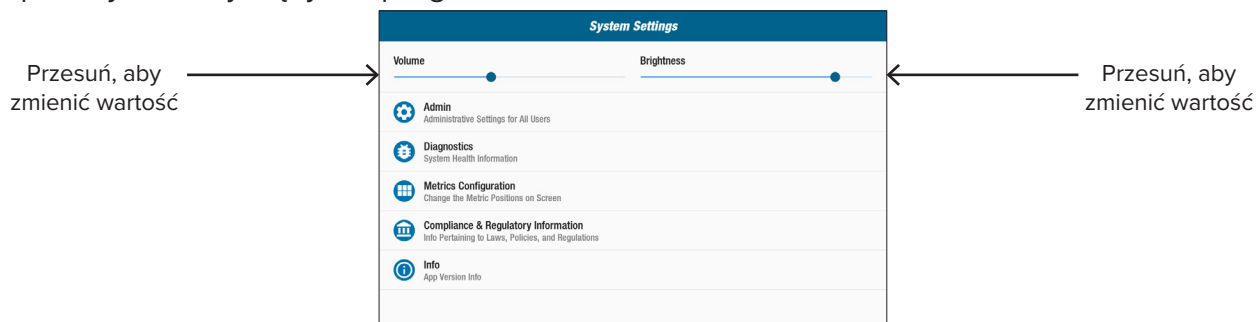 System Settings
Volume
Brightness
Przesuń, aby
zmienić wartość
Przesuń, aby
zmienić wartość
Admin
Administrative Settings for All Users
Diagnostics
System Health Information
Metrics Configuration
Change the Metric Positions on Screen
Compliance & Regulatory Information
Info Pertaining to Laws, Policies, and Regulations
Info
App Version Info